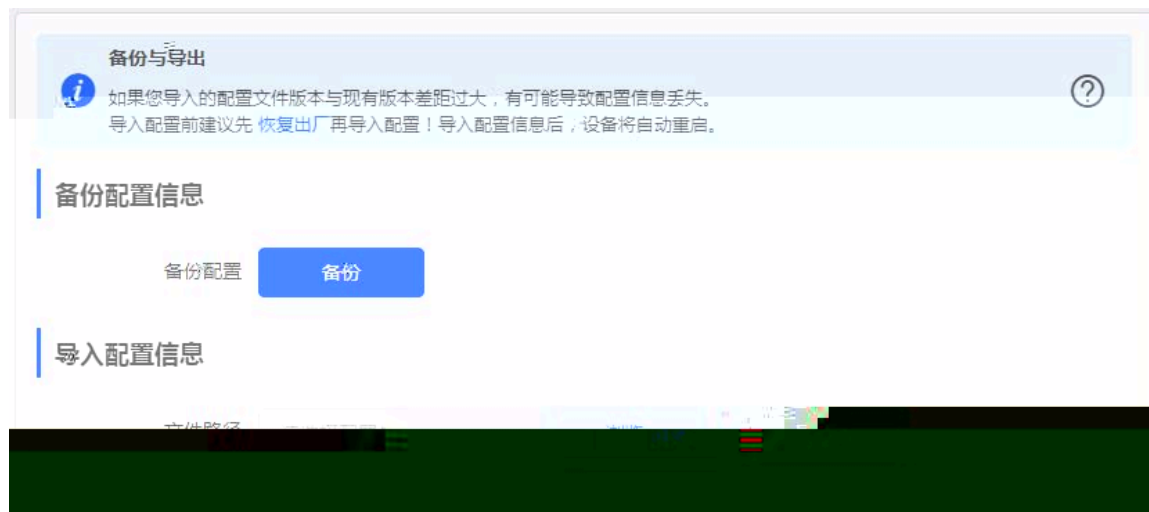 备份与导出
如果您导入的配置文件版本与现有版本差距过大，有可能导致配置信息丢失。
导入配置前建议先 恢复出厂 再导入配置！导入配置信息后，设备将自动重启。
备份配置信息
备份配置 备份
导入配置信息
文件路径